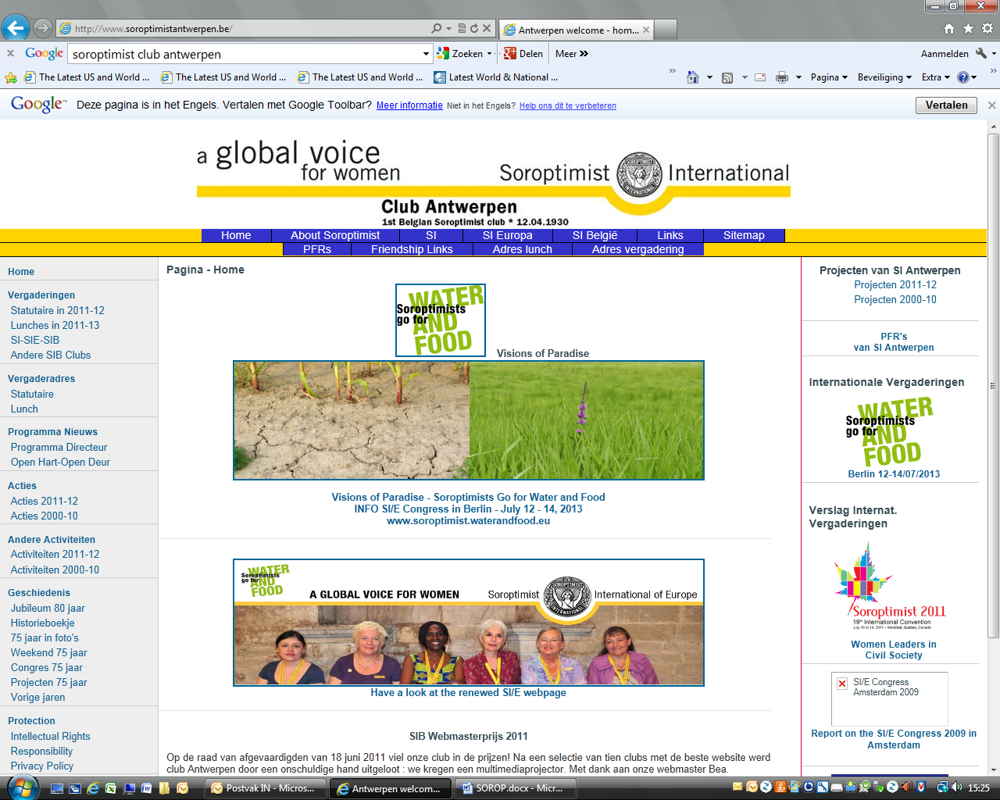 http://www.soroptimistantwerpen.be/
Antwerpen welcome - hom...
Google
soroptimist club antwerpen
Zoeken
Delen
Meer
Aanmelden
The Latest US and World ...
The Latest US and World ...
The Latest US and World ...
Latest World & National ...
Pagina
Beveiliging
Extra
Google
Deze pagina is in het Engels. Vertalen met Google Toolbar?
Meer informatie
Niet in het Engels?
Help ons dit te verbeteren
Vertalen
a global voice
for women
Soroptimist International
Club Antwerpen
1st Belgian Soroptimist club * 12.04.1930
Home
About Soroptimist
SI
SI Europa
SI België
Links
Sitemap
PFRs
Friendship Links
Adres lunch
Adres vergadering
Home
Vergaderingen
Statutaire in 2011-12
Lunches in 2011-13
SI-SIE-SIB
Andere SIB Clubs
Vergaderadres
Statutaire
Lunch
Programma Nieuws
Programma Directeur
Open Hart-Open Deur
Acties
Acties 2011-12
Acties 2000-10
Andere Activiteiten
Activiteiten 2011-12
Activiteiten 2000-10
Geschiedenis
Jubileum 80 jaar
Historieboekje
75 jaar in foto's
Weekend 75 jaar
Congres 75 jaar
Projecten 75 jaar
Vorige jaren
Protection
Intellectual Rights
Responsibility
Privacy Policy
Pagina - Home
WATER
Soroptimists
go for
AND
FOOD
Visions of Paradise
Visions of Paradise - Soroptimists Go for Water and Food
INFO SI/E Congress in Berlin - July 12 - 14, 2013
www.soroptimist.waterandfood.eu
WATER
Soroptimists
go for
AND
FOOD
A GLOBAL VOICE FOR WOMEN
Soroptimist International of Europe
Have a look at the renewed SI/E webpage
SIB Webmasterprijs 2011
Op de raad van afgevaardigden van 18 juni 2011 viel onze club in de prijzen! Na een selectie van tien clubs met de beste website werd
club Antwerpen door een onschuldige hand uitgeloot : we kregen een multimediaprojector. Met dank aan onze webmaster Bea.
Projecten van SI Antwerpen
Projecten 2011-12
Projecten 2000-10
PFR's
van SI Antwerpen
Internationale Vergaderingen
WATER
Soroptimists
go for
AND
FOOD
Berlin 12-14/07/2013
Verslag Internat.
Vergaderingen
Soroptimist 2011
19th International Convention
July 10 to 14, 2011 – Montréal, Québec, Canada
Women Leaders in
Civil Society
SI/E Congress
Amsterdam 2009
Report on the SI/E Congress 2009 in
Amsterdam
Postvak IN - Micros...
Antwerpen welcom...
SOROP.docx - Micr...
15:25